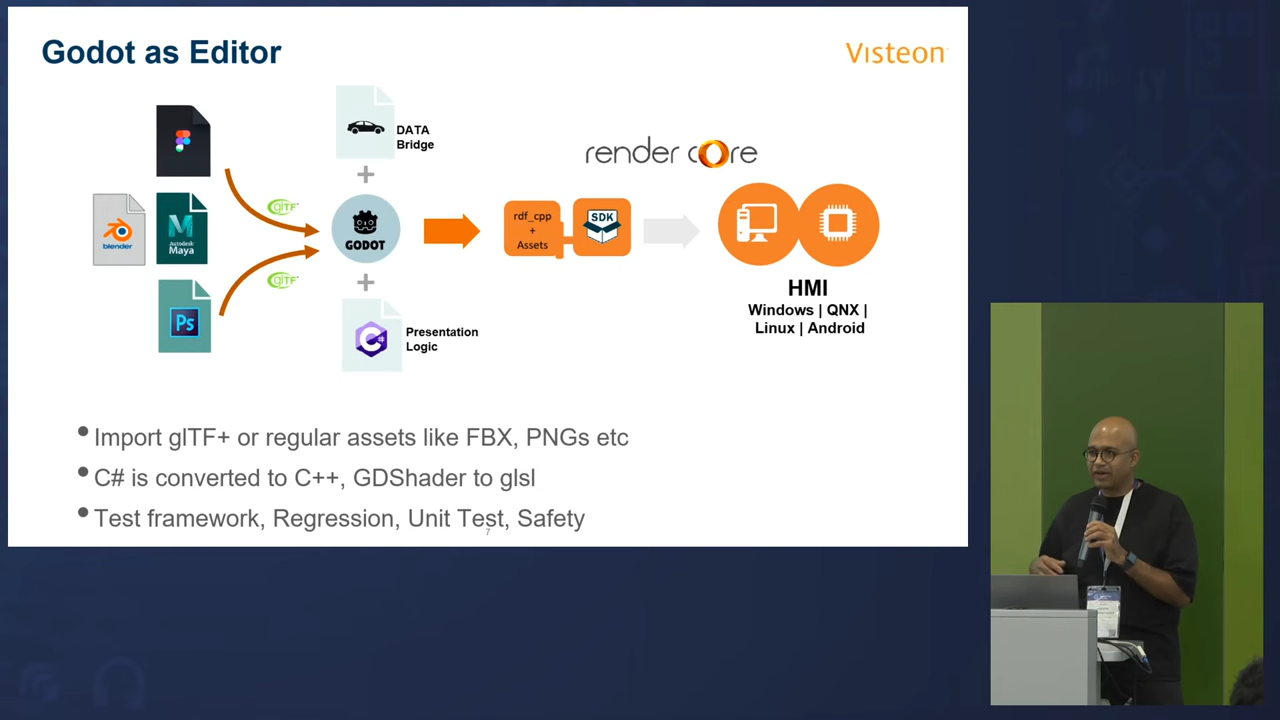 Godot as Editor
Visteon
DATA
Bridge
glTF
blender
Autodesk
Maya
GODOT
rdf_cpp
+
Assets
SDK
render core
HMI
Windows | QNX |
Linux | Android
glTF
Ps
C#
Presentation
Logic
Import glTF+ or regular assets like FBX, PNGs etc
C# is converted to C++, GDShader to glsl
Test framework, Regression, Unit Test, Safety
7